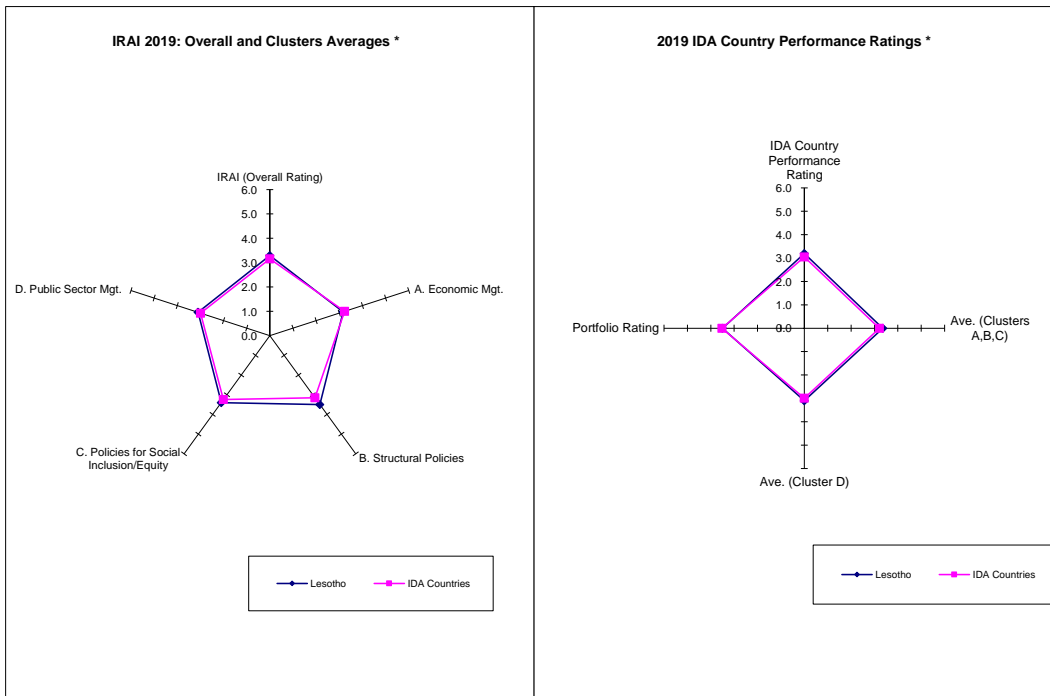 IRAI 2019: Overall and Clusters Averages *
IRAI (Overall Rating)
6.0
5.0
4.0
3.0
2.0
1.0
0.0
A. Economic Mgt.
B. Structural Policies
C. Policies for Social
Inclusion/Equity
D. Public Sector Mgt.
Lesotho
IDA Countries
2019 IDA Country Performance Ratings *
IDA Country
Performance
Rating
6.0
5.0
4.0
3.0
2.0
1.0
0.0
Ave. (Clusters
A,B,C)
Ave. (Cluster D)
Portfolio Rating
Lesotho
IDA Countries